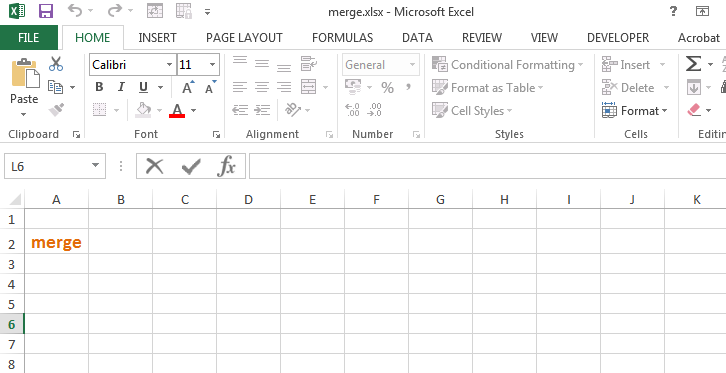 merge.xlsx - Microsoft Excel
?
FILE HOME INSERT PAGE LAYOUT FORMULAS DATA REVIEW VIEW DEVELOPER Acrobat
Calibri 11 General Conditional Formatting Insert Σ
Paste B I U A A % , Format as Table Delete
A .0 .00 Cell Styles Format
Clipboard Font Alignment Number Styles Cells
L6 fx
A B C D E F G H I J K
1
2 merge
3
4
5
6
7
8